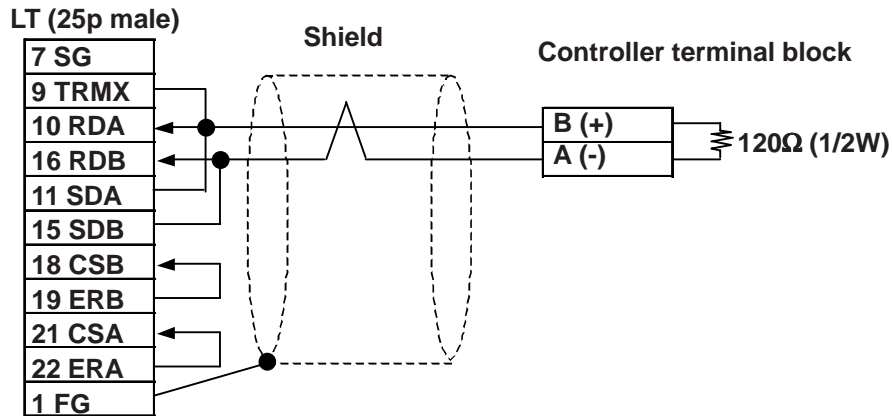 LT (25p male)
Shield
Controller terminal block
7 SG
9 TRMX
10 RDA
16 RDB
11 SDA
15 SDB
18 CSB
19 ERB
21 CSA
22 ERA
1 FG
B (+)
A (-)
120Ω (1/2W)